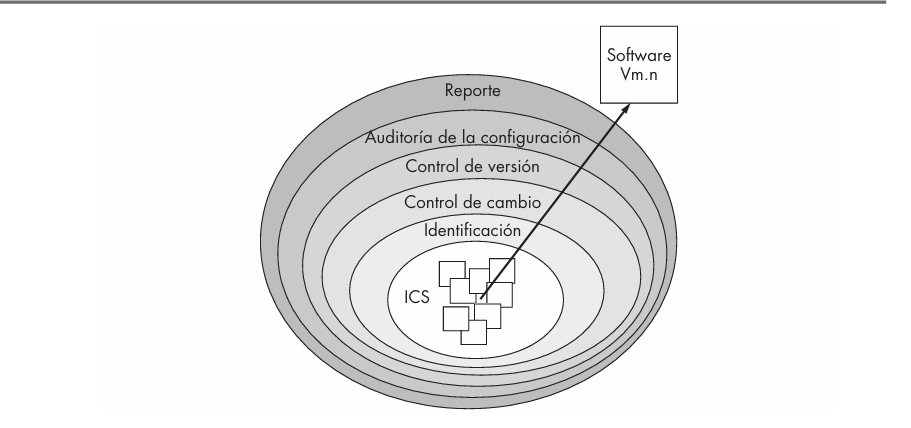 Software
Vm.n
Reporte
Auditoría de la configuración
Control de versión
Control de cambio
Identificación
ICS